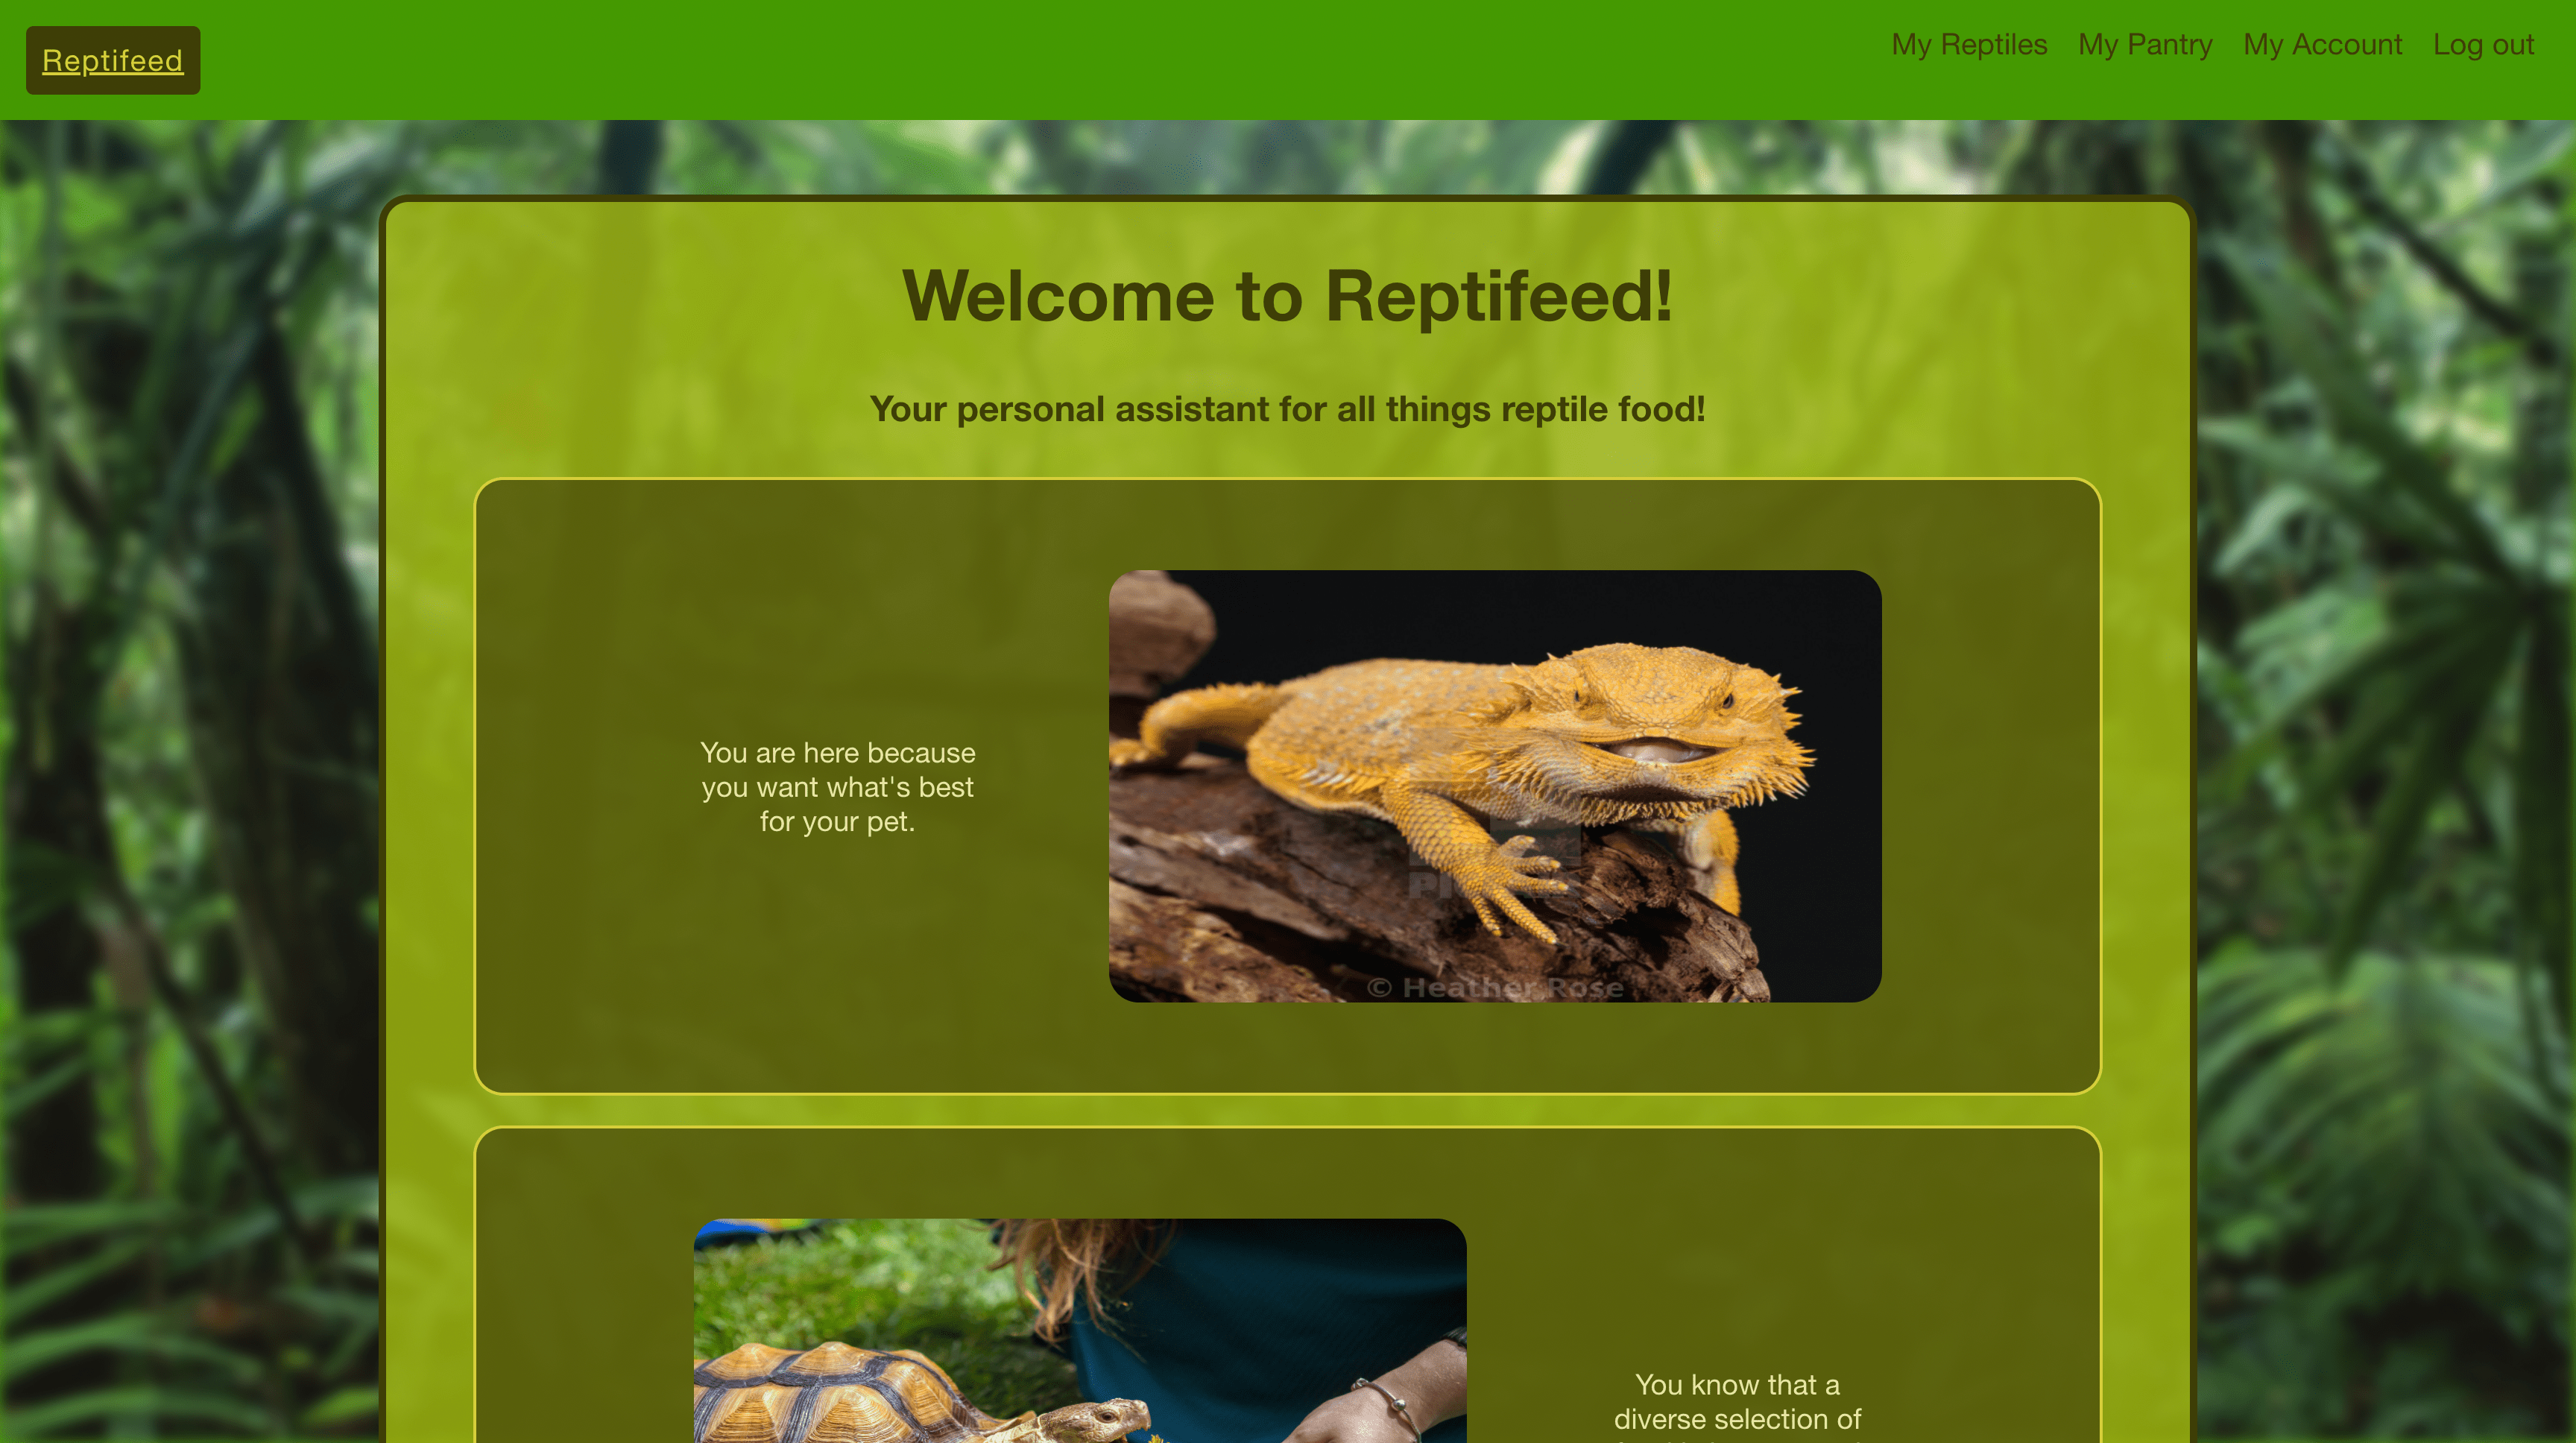 Reptifeed
My Reptiles My Pantry My Account Log out
Welcome to Reptifeed!
Your personal assistant for all things reptile food!
You are here because
you want what's best
for your pet.
© Heather Rose
You know that a
diverse selection of